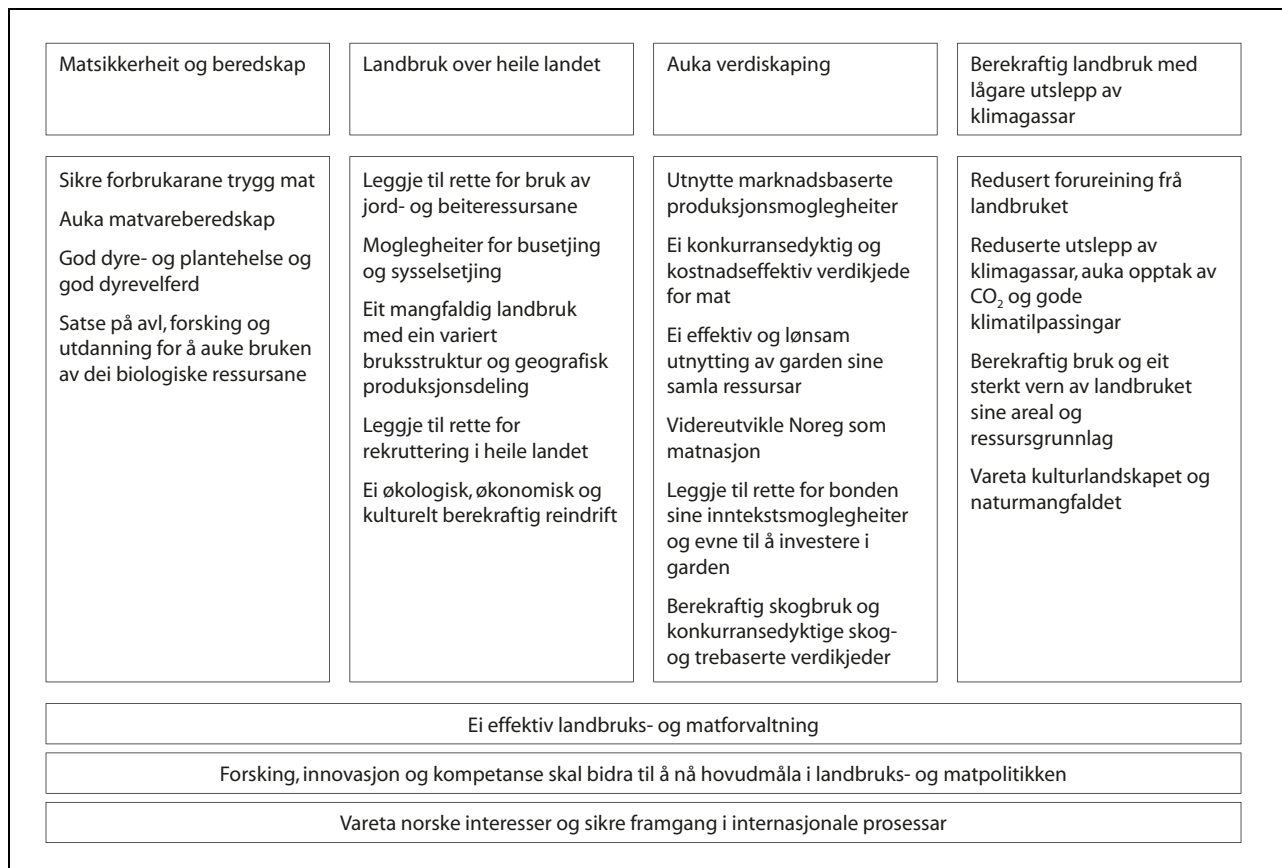 Matsikkerheit og beredskap
Landbruk over heile landet
Auka verdiskaping
Berekraftig landbruk med
lågare utslepp av
klimagassar
Sikre forbrukarane trygg mat
Auka matvareberedskap
God dyre- og plantehelse og
god dyrevelferd
Satse på avl, forsking og
utdanning for å auke bruken
av dei biologiske ressursane
Leggje til rette for bruk av
jord- og beiteressursane
Moglegheiter for busetjing
og sysselsetjing
Eit mangfaldig landbruk
med ein variert
bruksstruktur og geografisk
produksjonsdeling
Leggje til rette for
rekruttering i heile landet
Ei økologisk, økonomisk og
kulturelt berekraftig reindrift
Utnytte marknadsbaserte
produksjonsmoglegheiter
Ei konkurransedyktig og
kostnadseffektiv verdikjede
for mat
Ei effektiv og lønsam
utnytting av garden sine
samla ressursar
Videreutvikle Noreg som
matnasjon
Leggje til rette for bonden
sine inntekstsmoglegheiter
og evne til å investere i
garden
Berekraftig skogbruk og
konkurransedyktige skog-
og trebaserte verdikjeder
Redusert forureining frå
landbruket
Reduserte utslepp av
klimagassar, auka opptak av
CO₂ og gode
klimatilpassingar
Berekraftig bruk og eit
sterkt vern av landbruket
sine areal og
ressursgrunnlag
Vareta kulturlandskapet og
naturmangfaldet
Ei effektiv landbruks- og matforvaltning
Forsking, innovasjon og kompetanse skal bidra til å nå hovudmåla i landbruks- og matpolitikken
Vareta norske interesser og sikre framgang i internasjonale prosessar